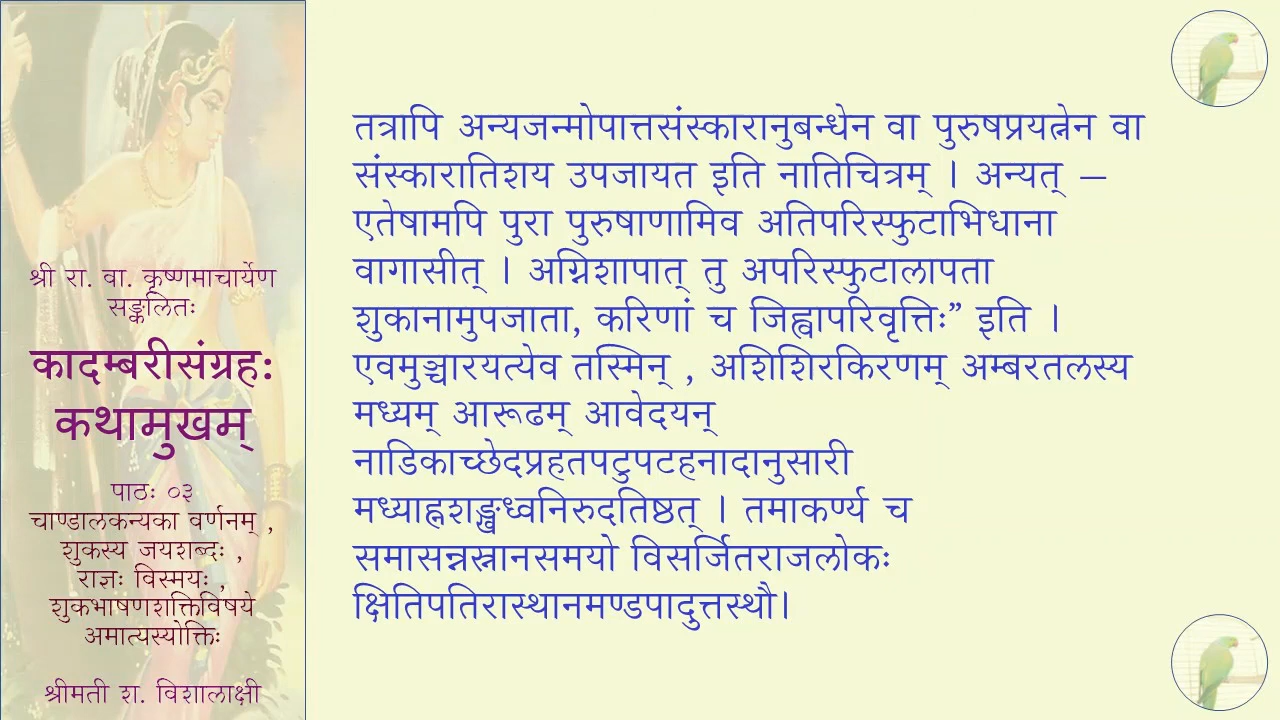 श्री रा. वा. कृष्णमाचार्येण
सङ्कलितः
कादम्बरीसंग्रहः
कथामुखम्
पाठः ०३
चाण्डालकन्यका वर्णनम् ,
शुकस्य जयशब्दः ,
राज्ञः विस्मयः ,
शुकभाषणशक्तिविषये
अमात्यस्योक्तिः
श्रीमती श. विशालाक्षी
तत्रापि अन्यजन्मोपात्तसंस्कारानुबन्धेन वा पुरुषप्रयत्नेन वा
संस्कारातिशय उपजायत इति नातिचित्रम् । अन्यत् –
एतेषामपि पुरा पुरुषाणामिव अतिपरिस्फुटाभिधाना
वागासीत् । अग्निशापात् तु अपरिस्फुटालापता
शुकानामुपजाता, करिणां च जिह्वापरिवृत्तिः” इति ।
एवमुच्चारयत्येव तस्मिन् , अशिशिरकिरणम् अम्बरतलस्य
मध्यम् आरूढम् आवेदयन्
नाडिकाच्छेदप्रहतपटुपटहनादानुसारी
मध्याह्नशङ्खध्वनिरुदतिष्ठत् । तमाकर्ण्य च
समासन्नस्नानसमयो विसर्जितराजलोकः
क्षितिपतिरास्थानमण्डपादुत्तस्थौ।